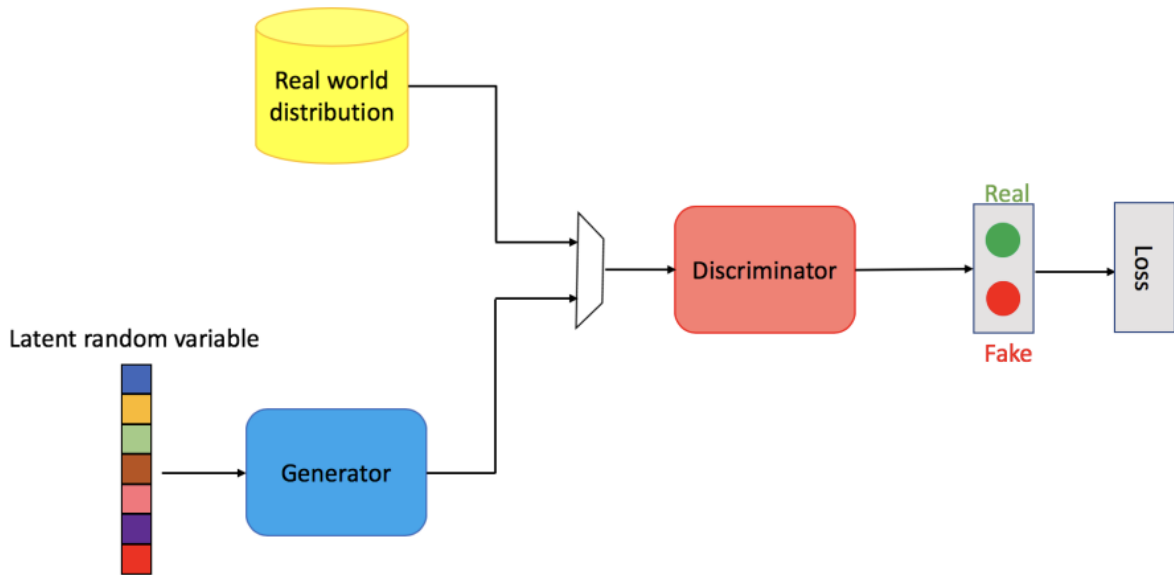 Real world
distribution
Real
Discriminator
Loss
Fake
Latent random variable
Generator